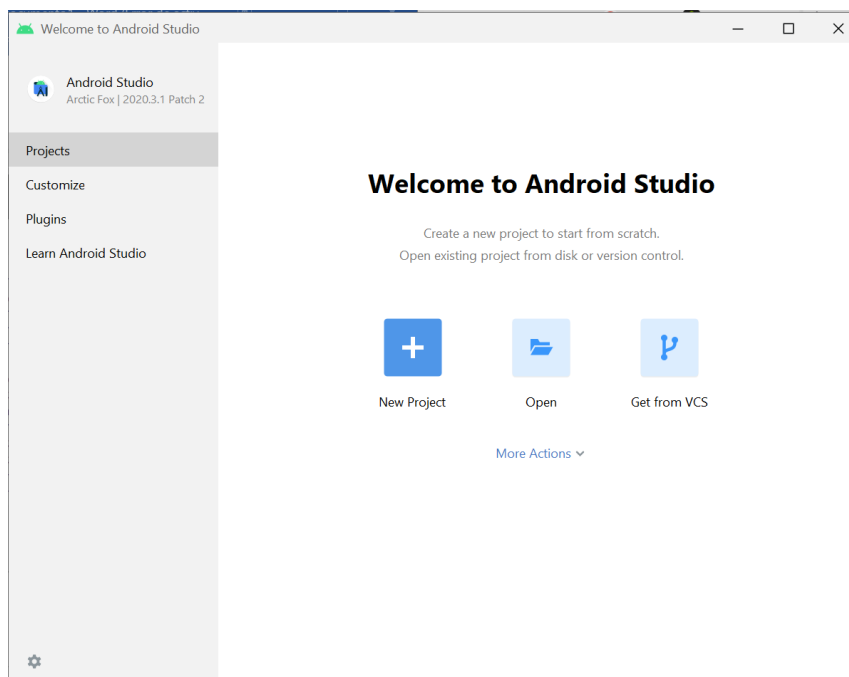 Welcome to Android Studio
Android Studio
Arctic Fox | 2020.3.1 Patch 2
Projects
Customize
Plugins
Learn Android Studio
Welcome to Android Studio
Create a new project to start from scratch.
Open existing project from disk or version control.
New Project
Open
Get from VCS
More Actions